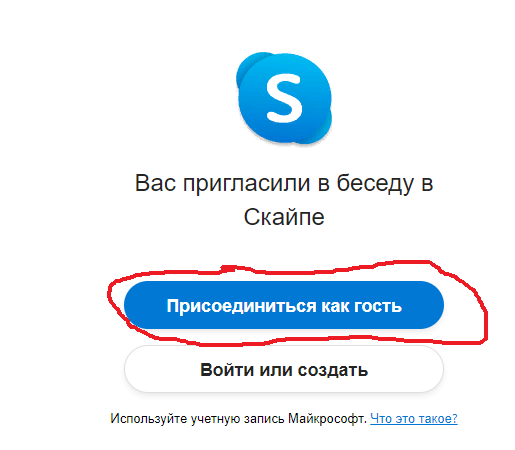 S
Вас пригласили в беседу в
Скайпе
Присоединиться как гость
Войти или создать
Используйте учетную запись Майкрософт. Что это такое?